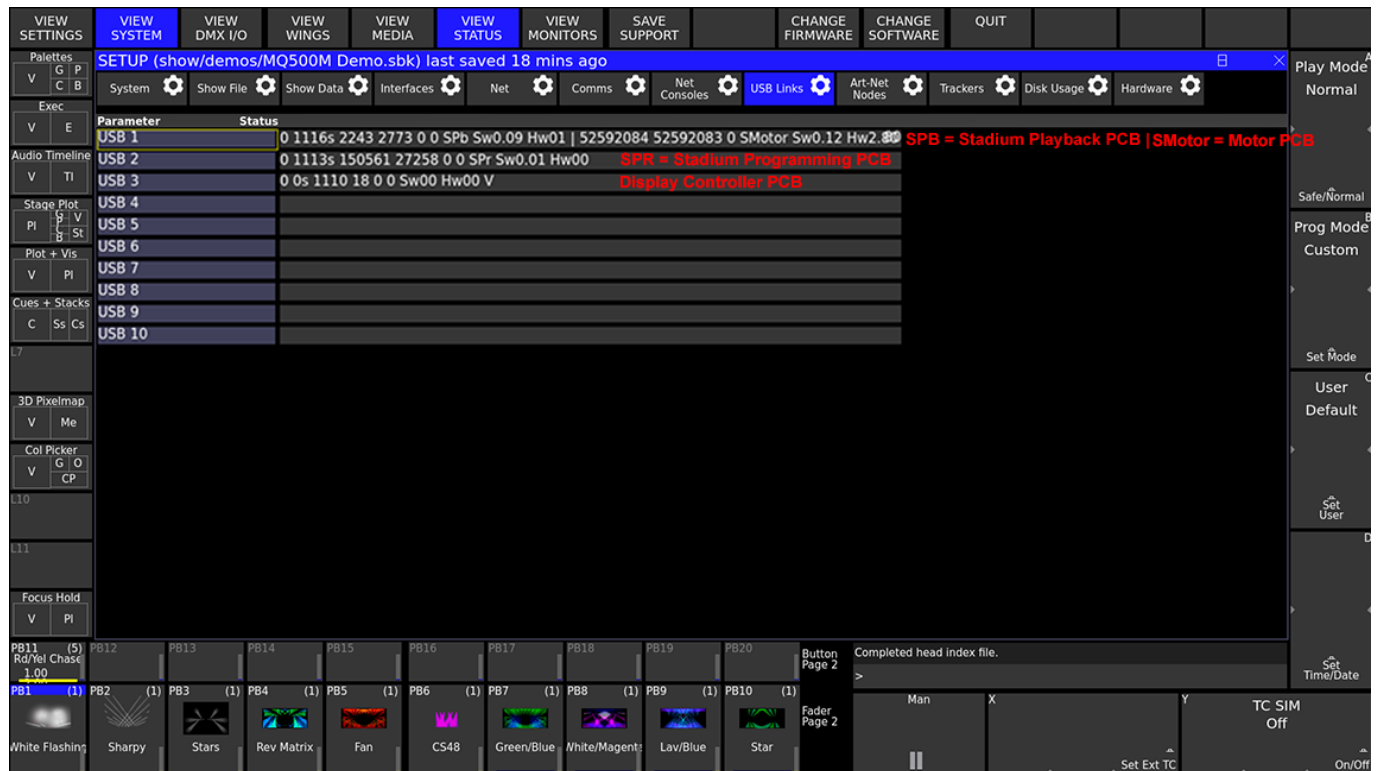 VIEW SETTINGS
VIEW SYSTEM
VIEW DMX I/O
VIEW WINGS
VIEW MEDIA
VIEW STATUS
VIEW MONITORS
SAVE SUPPORT
CHANGE FIRMWARE
CHANGE SOFTWARE
QUIT
Palettes
V G P C B
SETUP (show/demos/MQ500M Demo.sbk) last saved 18 mins ago
System
Show File
Show Data
Interfaces
Net
Comms
Net Consoles
USB Links
Art-Net Nodes
Trackers
Disk Usage
Hardware
Exec
V E
Audio Timeline
V TI
Stage Plot
PI G P C B V St
Plot + Vis
V PI
Cues + Stacks
C Ss Cs
L7
3D Pixelmap
V Me
Col Picker
V G O CP
L10
L11
Focus Hold
V PI
Parameter Status
USB 1 0 1116s 2243 2773 0 0 SPb Sw0.09 Hw01 | 52592084 52592083 0 SMotor Sw0.12 Hw2. SPB = Stadium Playback PCB |SMotor = Motor PCB
USB 2 0 1113s 150561 27258 0 0 SPr Sw0.01 Hw00 SPR = Stadium Programming PCB
USB 3 0 0s 1110 18 0 0 Sw00 Hw00 V Display Controller PCB
USB 4
USB 5
USB 6
USB 7
USB 8
USB 9
USB 10
A
Play Mode
Normal
Safe/Normal
B
Prog Mode
Custom
Set Mode
C
User
Default
Set
User
D
Set
Time/Date
PB11 (5)
Rd/Yel Chase
1.00
PB12
PB13
PB14
PB15
PB16
PB17
PB18
PB19
PB20
Button
Page 2
Completed head index file.
>
PB1 (1)
White Flashing
PB2 (1)
Sharpy
PB3 (1)
Stars
PB4 (1)
Rev Matrix
PB5 (1)
Fan
PB6 (1)
CS48
PB7 (1)
Green/Blue
PB8 (1)
White/Magent
PB9 (1)
Lav/Blue
PB10 (1)
Star
Fader
Page 2
Man
X
Set Ext TC
Y
TC SIM
Off
On/Off